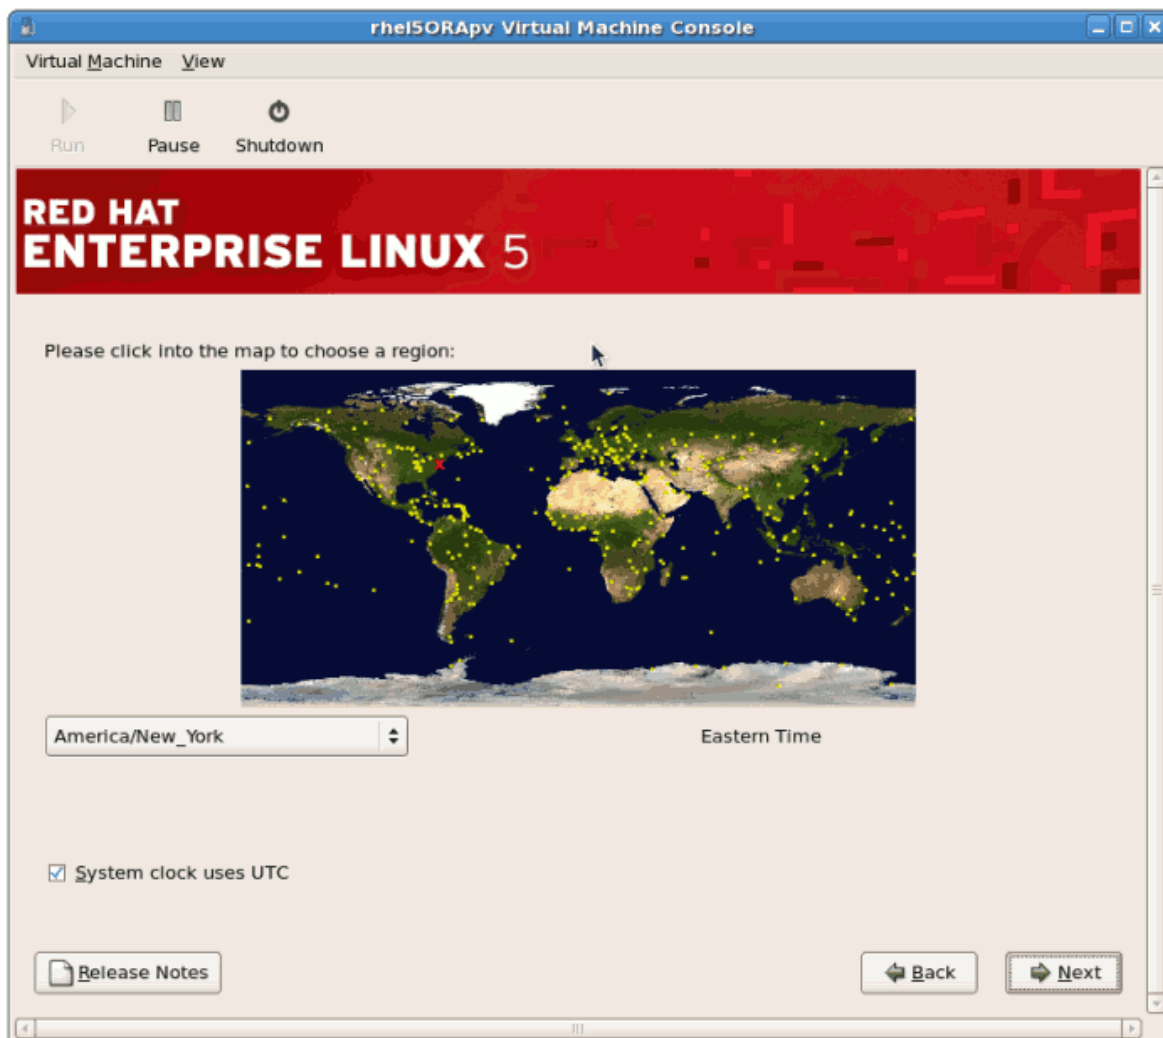 rhel5ORApv Virtual Machine Console
Virtual Machine View
Run Pause Shutdown
RED HAT
ENTERPRISE LINUX 5
Please click into the map to choose a region:
America/New_York
Eastern Time
System clock uses UTC
Release Notes
Back
Next